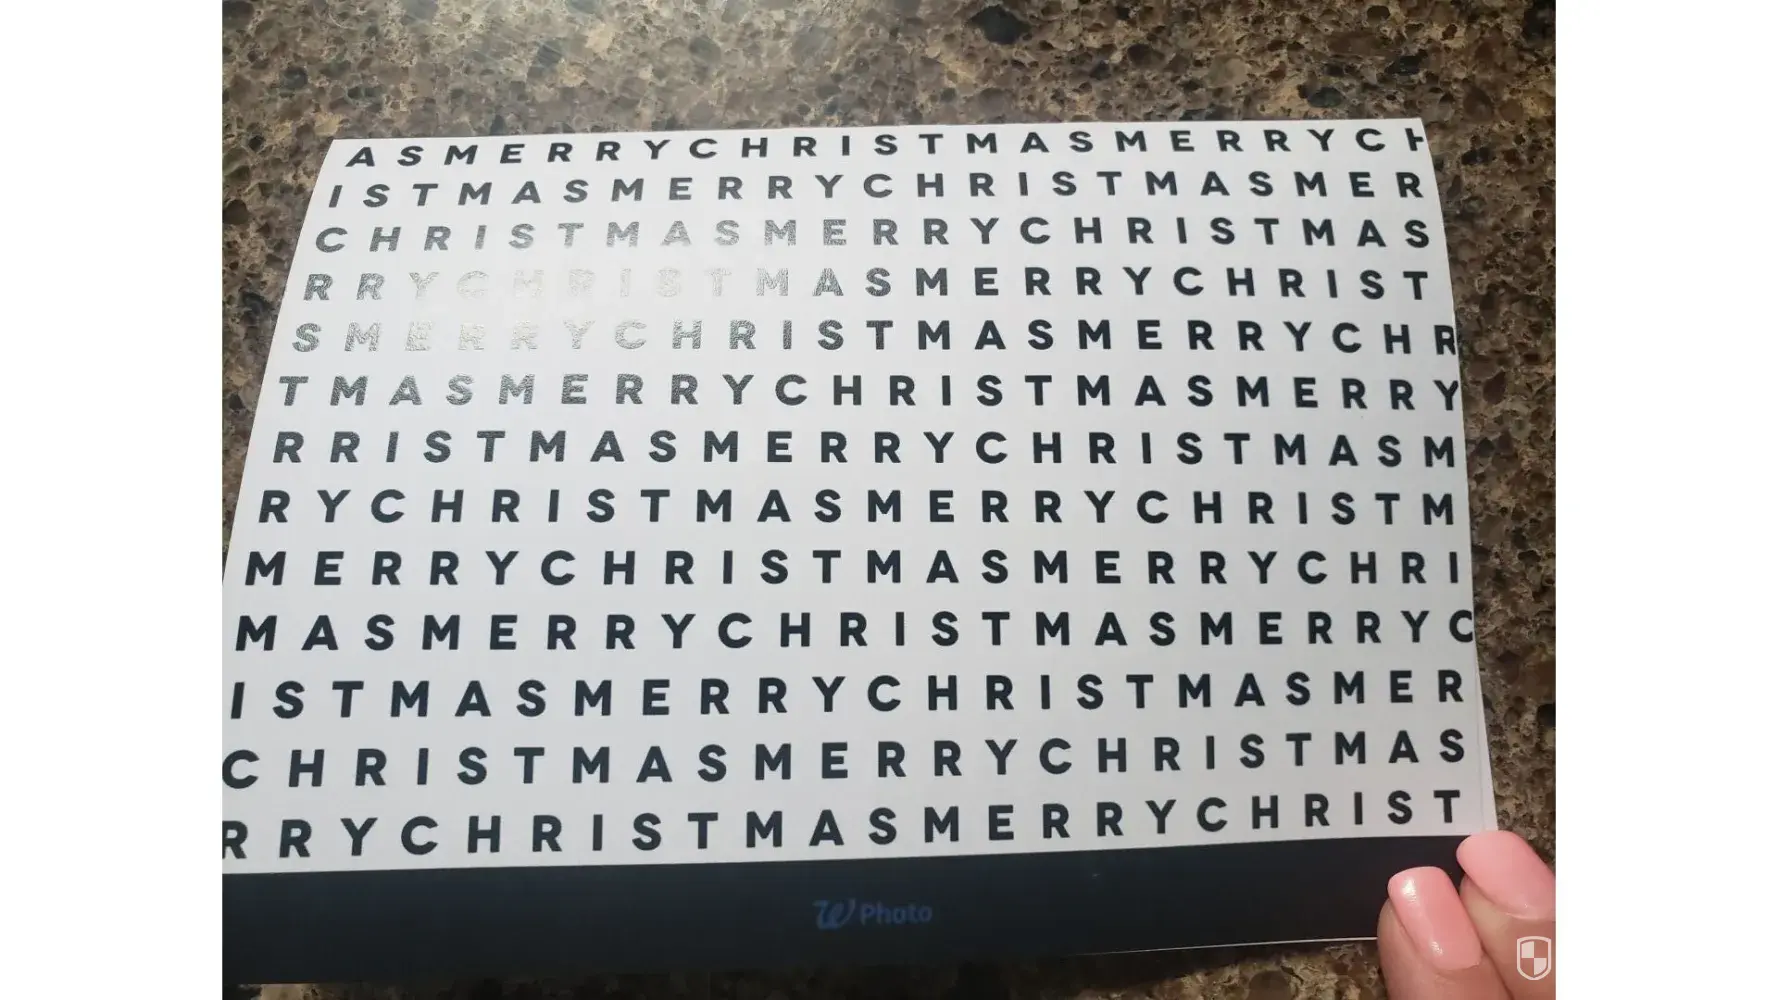 ASMERRYCHRISTMASMERRYCH
ISTMASMERRYCHRISTMASMER
CHRISTMASMERRYCHRISTMAS
RRYCHRISTMASMERRYCHRIST
SMERRYCHRISTMASMERRYCHR
TMASMERRYCHRISTMASMERRY
RRISTMASMERRYCHRISTMASM
RYCHRISTMASMERRYCHRISTM
MERRYCHRISTMASMERRYCHRI
MASMERRYCHRISTMASMERRYC
ISTMASMERRYCHRISTMASMER
CHRISTMASMERRYCHRISTMAS
RRYCHRISTMASMERRYCHRIST
W Photo